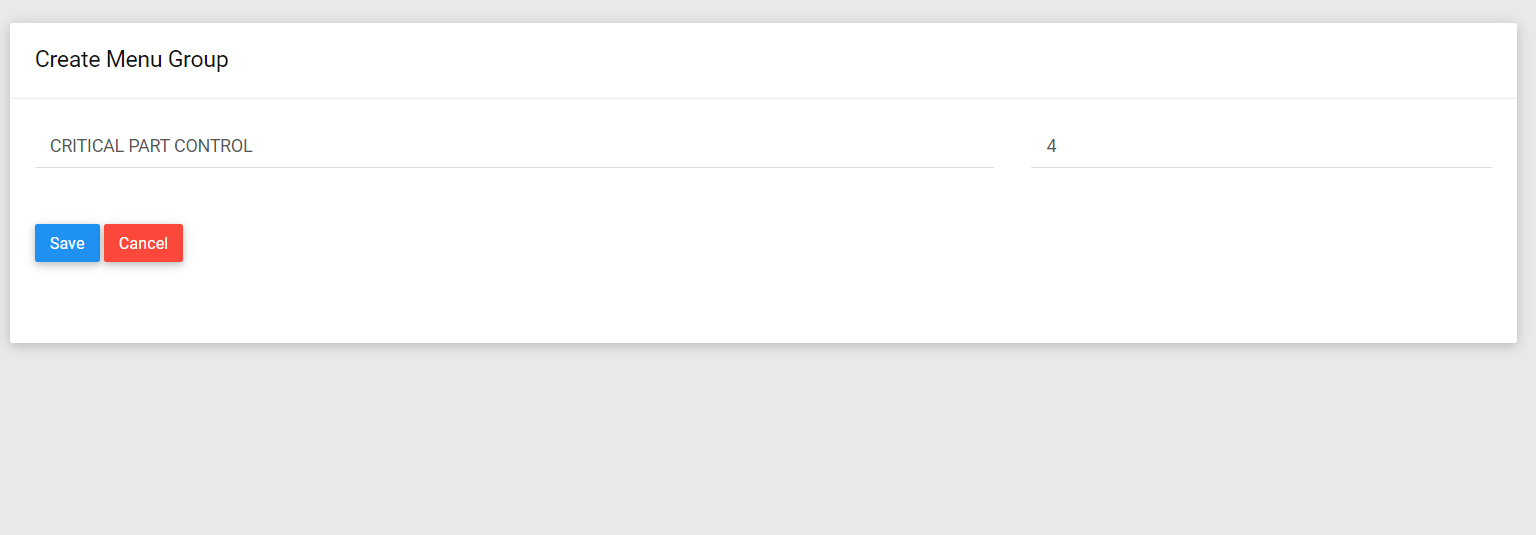 Create Menu Group
CRITICAL PART CONTROL 4
Save Cancel